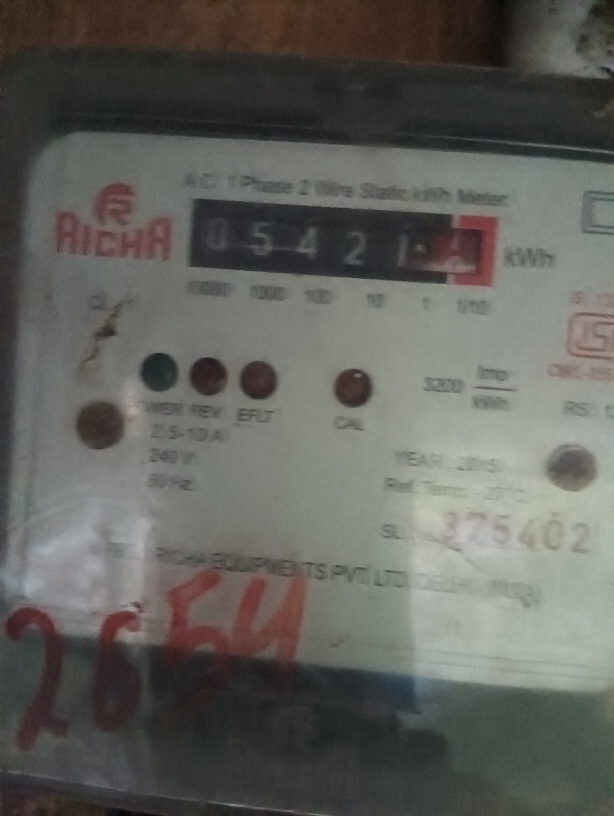 A.C. 1 Phase 2 Wire Static kWh Meter
RICHA
0 5 4 2 1
kWh
10000 1000 100 10 1 1/10
3200 Imp/kWh
REV EFLT
CAL
2.5-10 A
240 V
50 Hz.
YEAR: 2015
SL. 375402
RICHA EQUIPMENTS PVT. LTD. DELHI
26 54